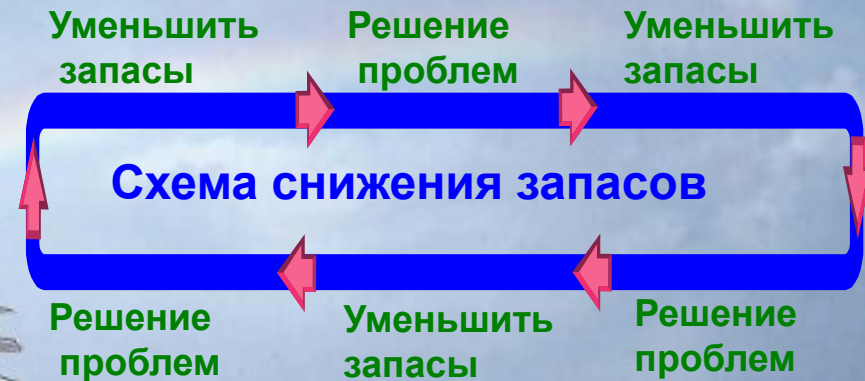 Уменьшить
запасы
Решение
проблем
Уменьшить
запасы
Схема снижения запасов
Решение
проблем
Уменьшить
запасы
Решение
проблем